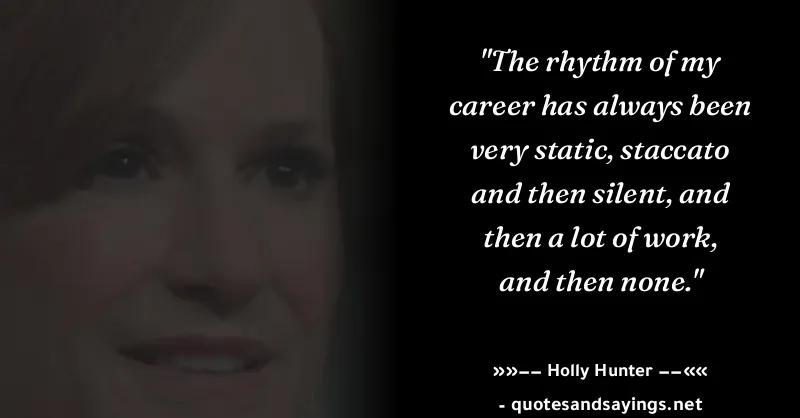 "The rhythm of my
career has always been
very static, staccato
and then silent, and
then a lot of work,
and then none."
»»−− Holly Hunter −−««
- quotesandsayings.net